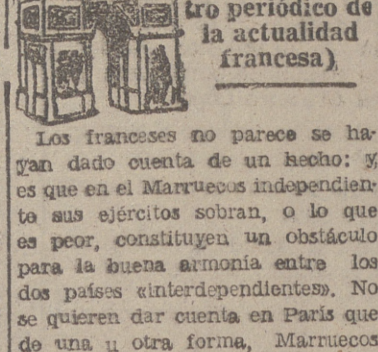 tro periódico de
la actualidad
francesa)
Los franceses no parece se ha-
yan dado cuenta de un hecho: y
es que en el Marruecos independien-
te sus ejércitos sobran, o lo que
es peor, constituyen un obstáculo
para la buena armonía entre los
dos países «interdependientes». No
se quieren dar cuenta en París que
de una u otra forma, Marruecos